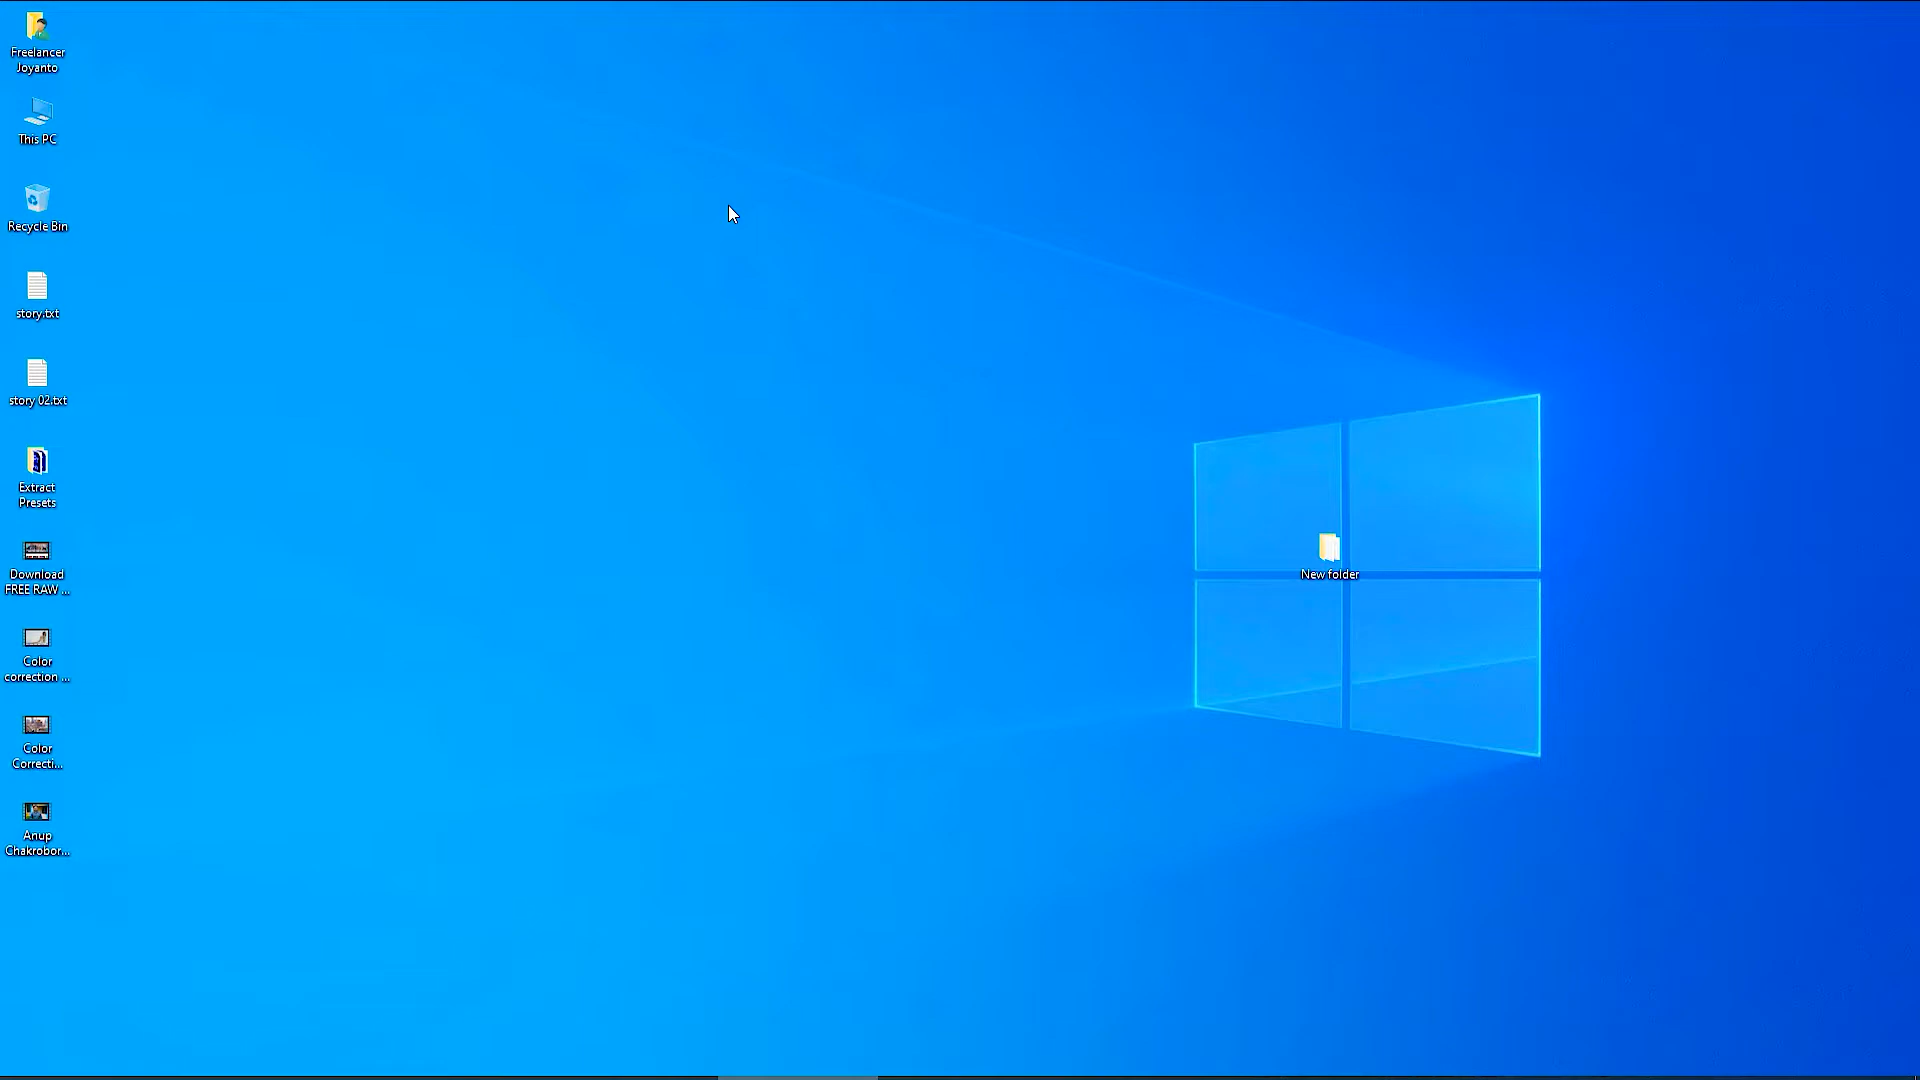 Freelancer
Joyanto
This PC
Recycle Bin
story.txt
story 02.txt
Extract
Presets
Download
FREE RAW ...
Color
correction ...
Color
Correcti...
Anup
Chakrobor...
New folder